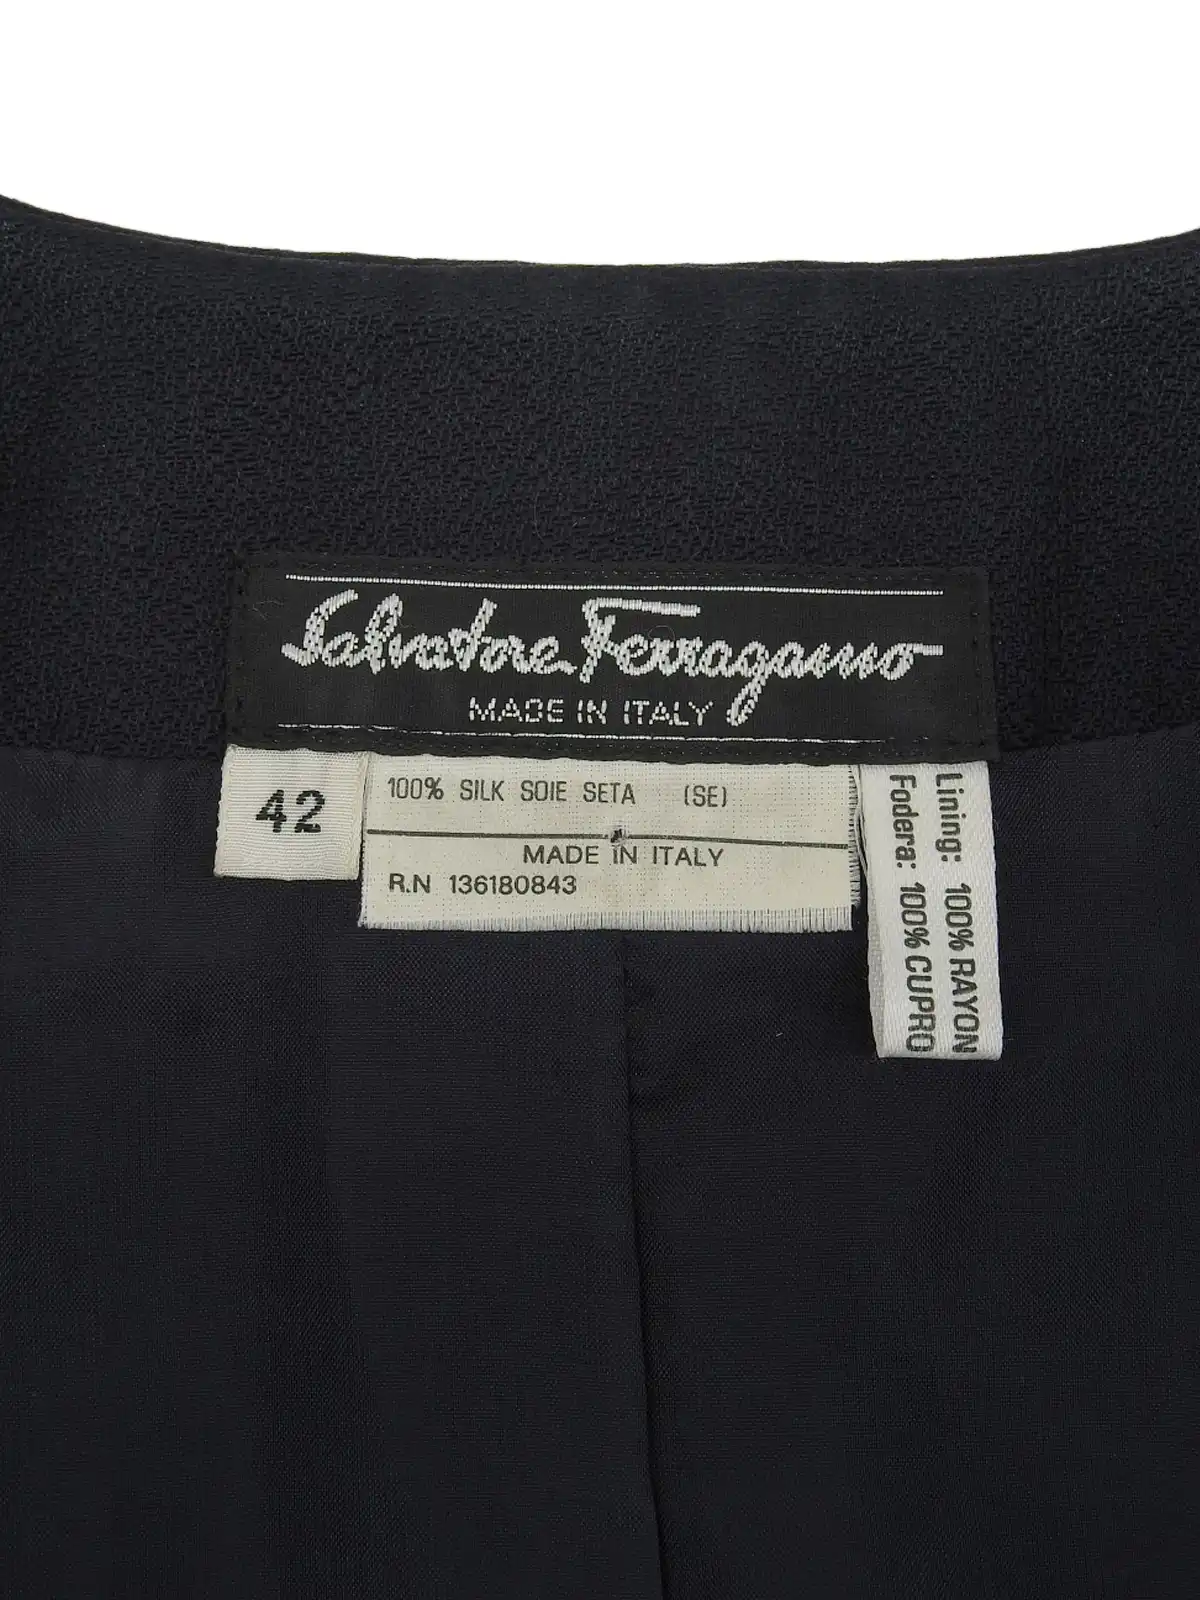 Salvatore Ferragamo
MADE IN ITALY
42
100% SILK SOIE SETA (SE)
MADE IN ITALY
R.N 136180843
Lining: 100% RAYON
Fodera: 100% CUPRO